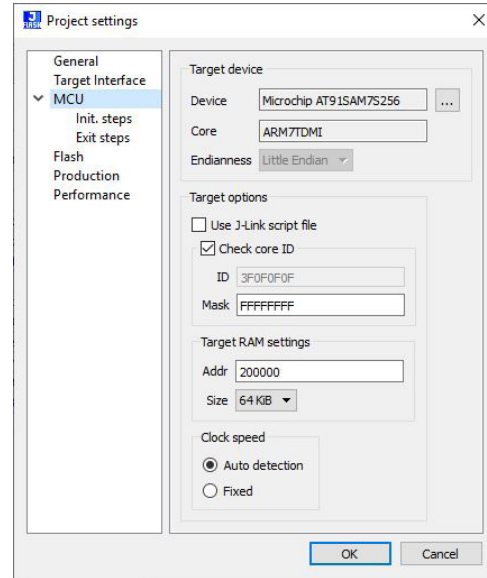 J
FLASH
Project settings
General
Target Interface
MCU
Init. steps
Exit steps
Flash
Production
Performance
Target device
Device Microchip AT91SAM7S256 ...
Core ARM7TDMI
Endianness Little Endian
Target options
Use J-Link script file
Check core ID
ID 3F0F0F0F
Mask FFFFFFFF
Target RAM settings
Addr 200000
Size 64 KiB
Clock speed
Auto detection
Fixed
OK Cancel